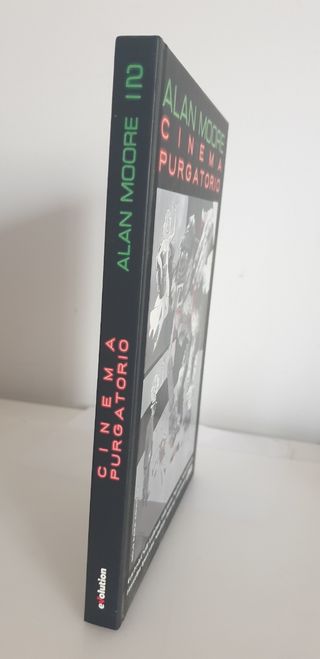 ALAN MOORE
CINEMA
PURGATORIO
ALAN MOORE
CINEMA
PURGATORIO
evolution